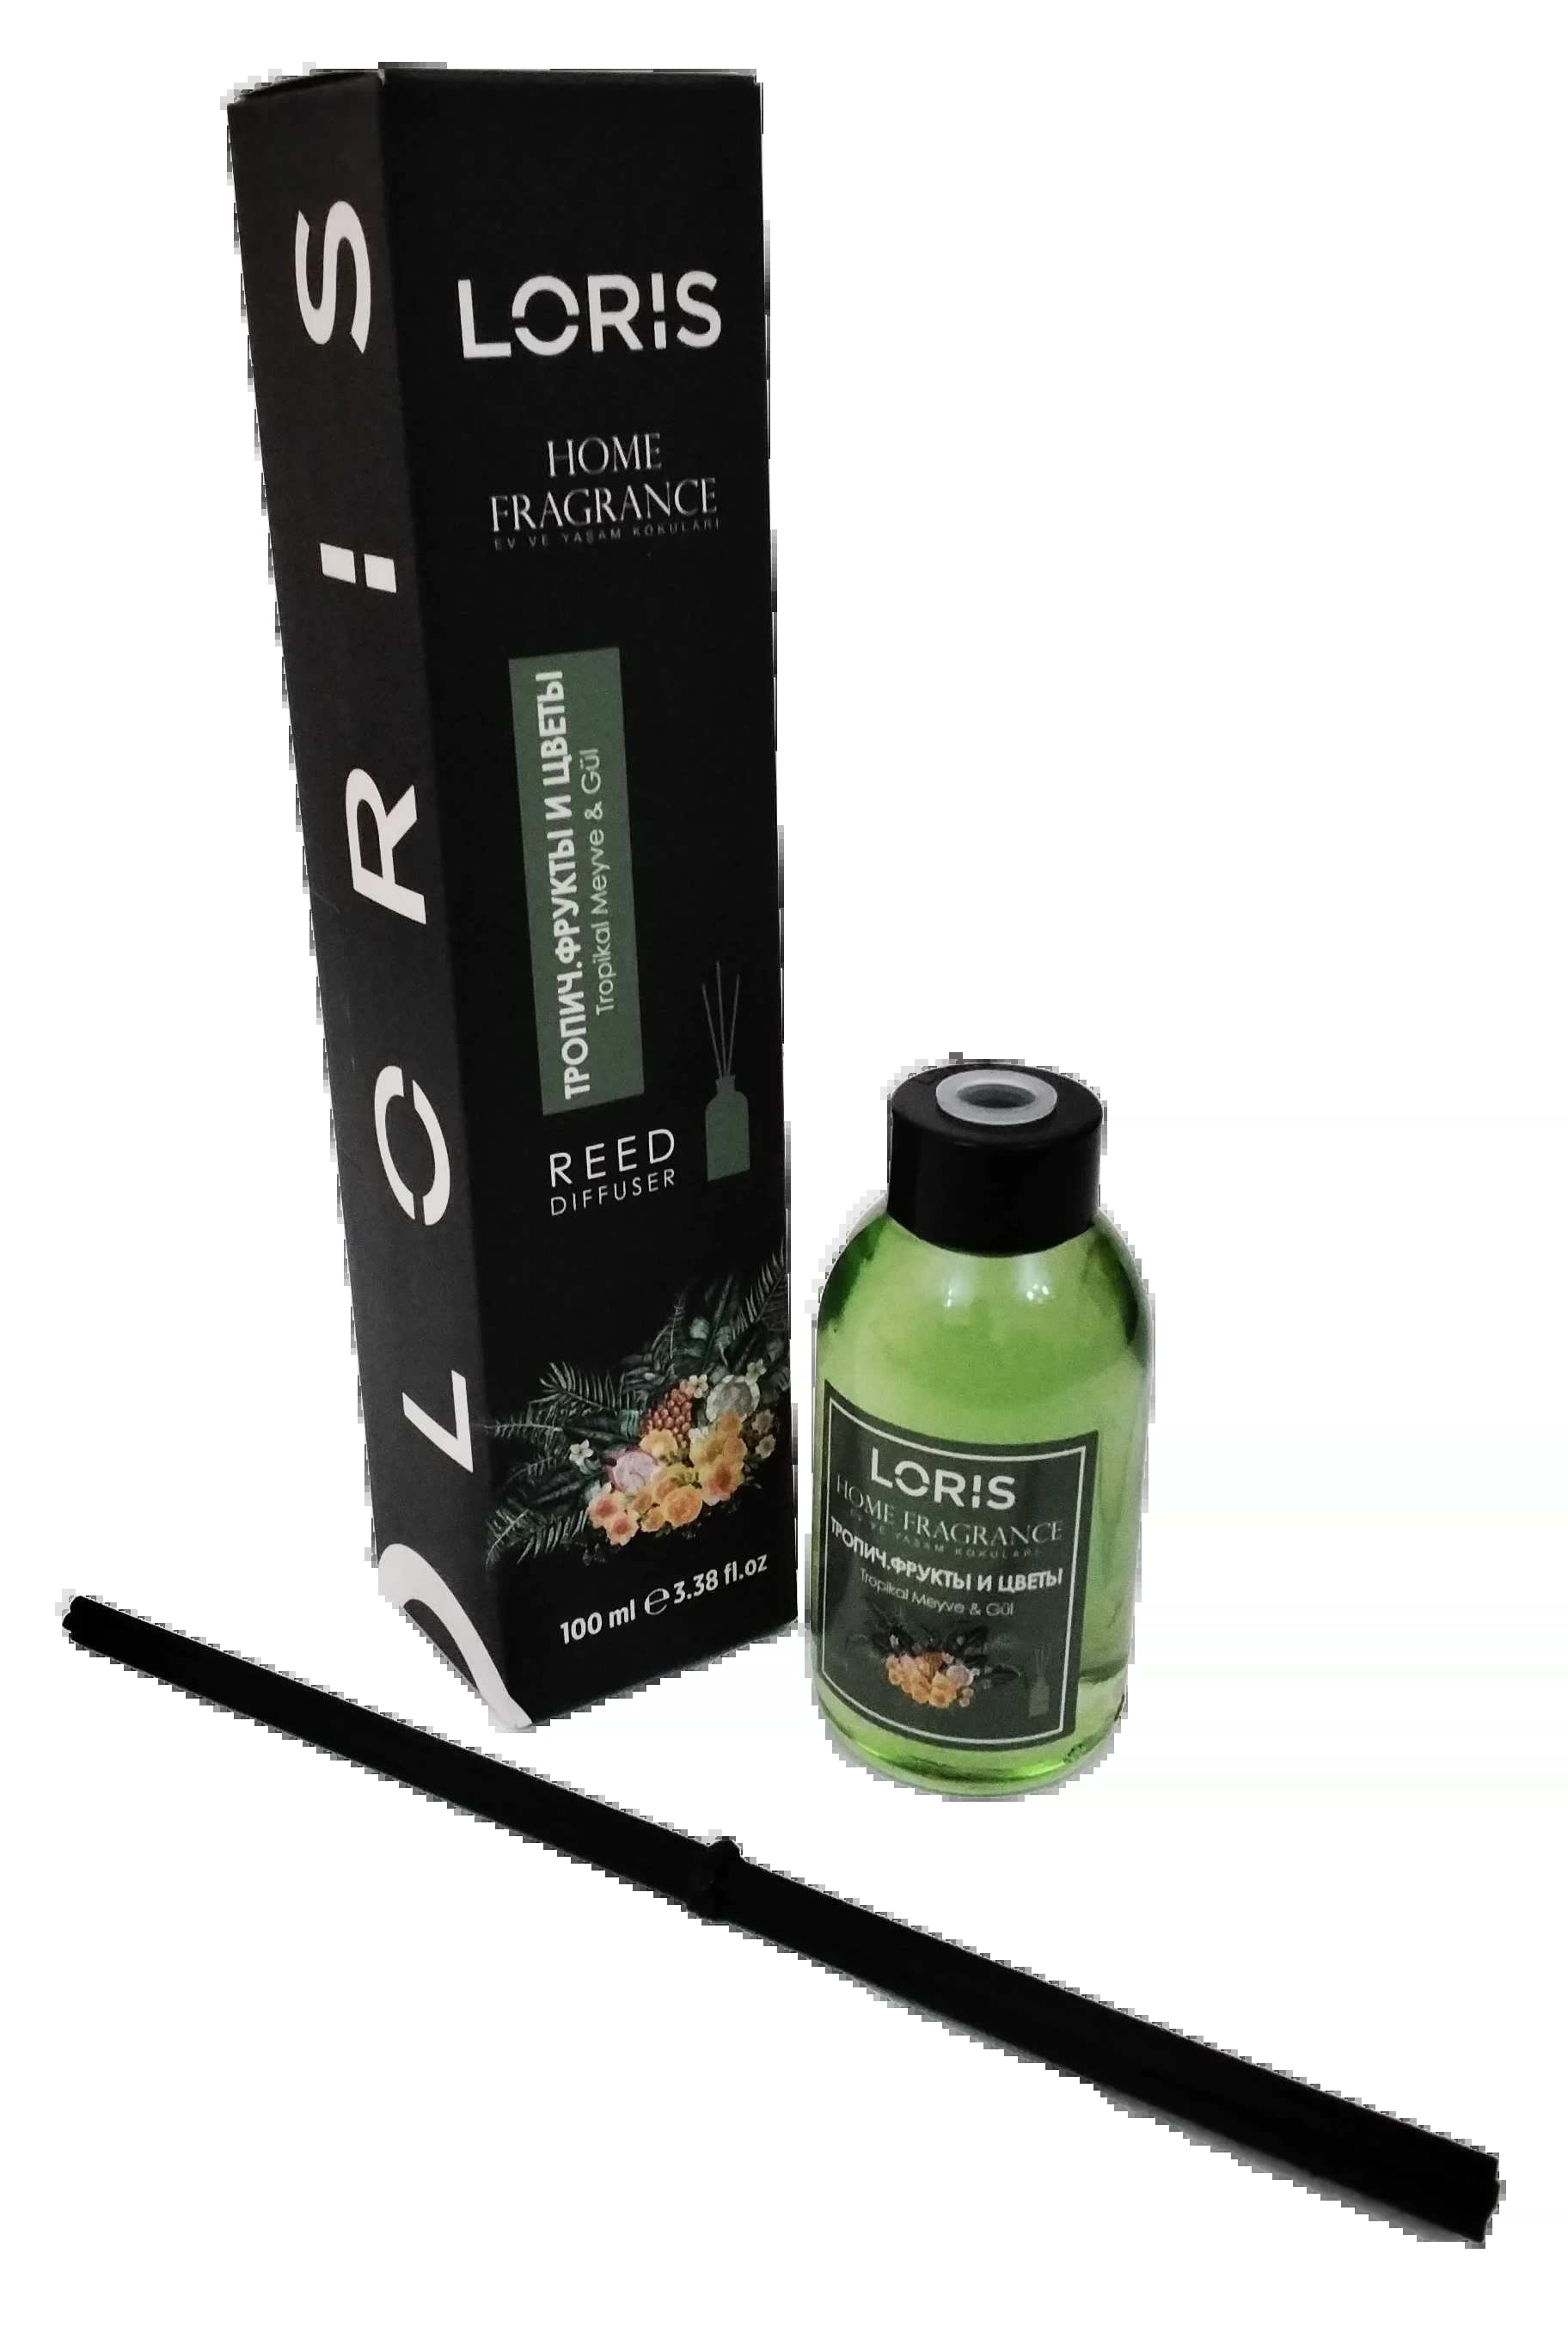 LORIS
LORIS
HOME
FRAGRANCE
EV VE YAŞAM KOKULARI
ТРОПИЧ.ФРУКТЫ И ЦВЕТЫ
Tropikal Meyve & Gül
REED
DIFFUSER
100 ml ℮ 3.38 fl.oz
LORIS
HOME FRAGRANCE
EV VE YAŞAM KOKULARI
ТРОПИЧ.ФРУКТЫ И ЦВЕТЫ
Tropikal Meyve & Gül